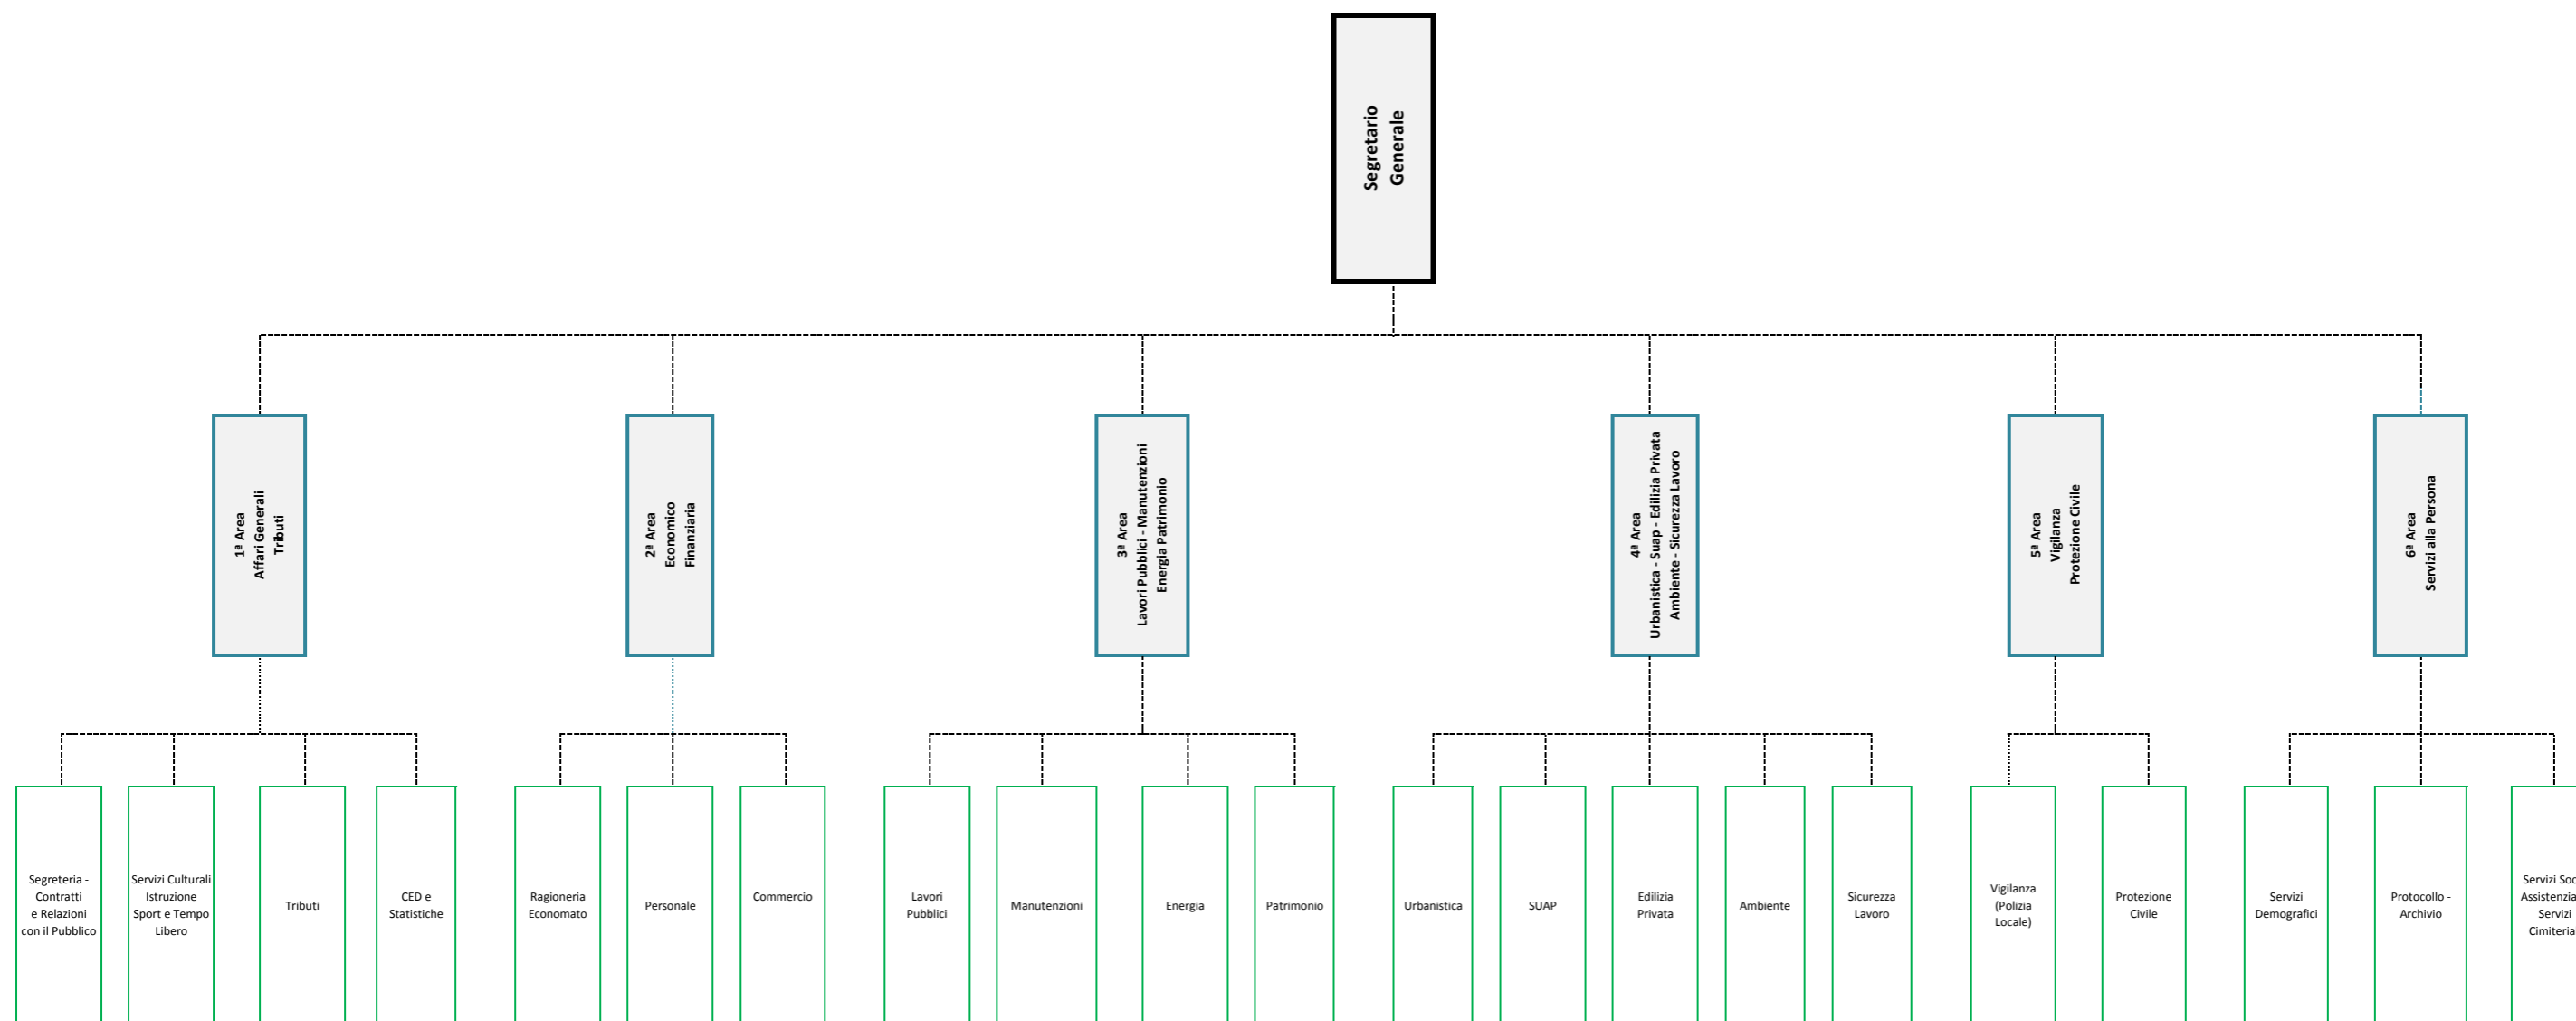 Segretario
Generale
1ª Area
Affari Generali
Tributi
2ª Area
Economico
Finanziaria
3ª Area
Lavori Pubblici - Manutenzioni
Energia Patrimonio
4ª Area
Urbanistica - Suap - Edilizia Privata
Ambiente - Sicurezza Lavoro
5ª Area
Vigilanza
Protezione Civile
6ª Area
Servizi alla Persona
Segreteria -
Contratti
e Relazioni
con il Pubblico
Servizi Culturali
Istruzione
Sport e Tempo
Libero
Tributi
CED e
Statistiche
Ragioneria
Economato
Personale
Commercio
Lavori
Pubblici
Manutenzioni
Energia
Patrimonio
Urbanistica
SUAP
Edilizia
Privata
Ambiente
Sicurezza
Lavoro
Vigilanza
(Polizia
Locale)
Protezione
Civile
Servizi
Demografici
Protocollo -
Archivio
Servizi
Servizi